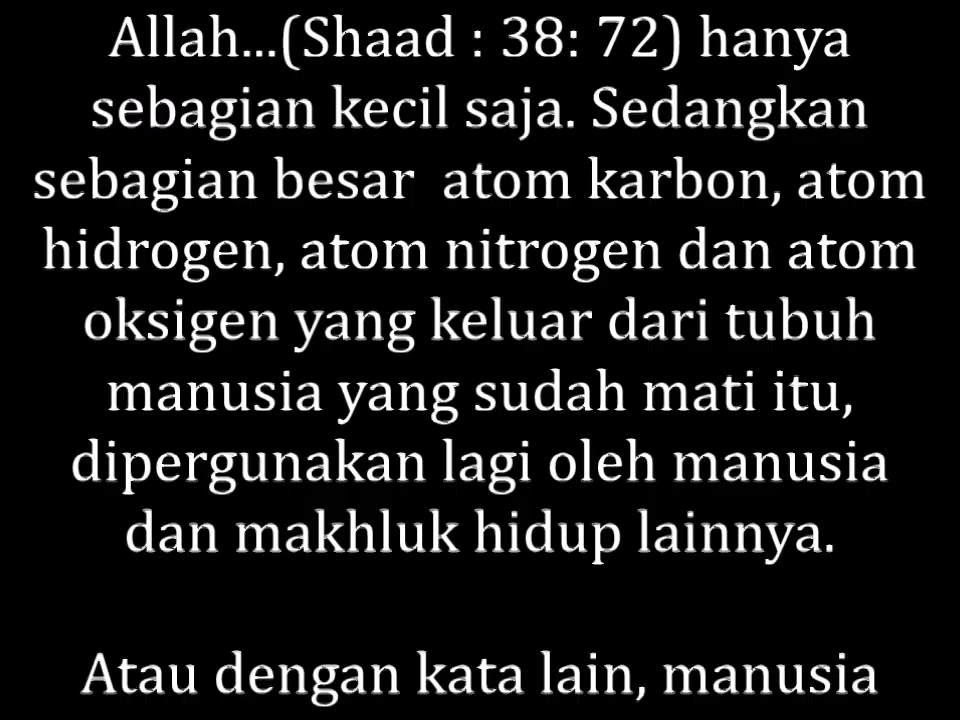 Allah...(Shaad : 38: 72) hanya
sebagian kecil saja. Sedangkan
sebagian besar  atom karbon, atom
hidrogen, atom nitrogen dan atom
oksigen yang keluar dari tubuh
manusia yang sudah mati itu,
dipergunakan lagi oleh manusia
dan makhluk hidup lainnya.
Atau dengan kata lain, manusia